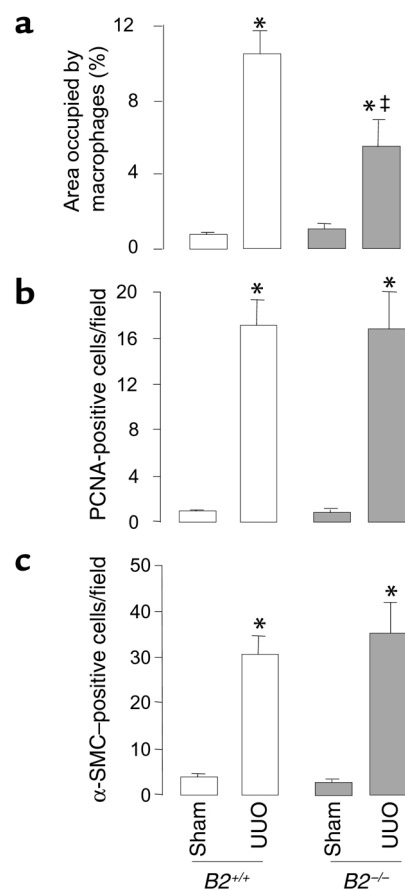 a
Area occupied by
macrophages (%)
12
8
4
0
*
*‡
b
PCNA-positive cells/field
20
16
12
8
4
0
*
*
c
α-SMC–positive cells/field
50
40
30
20
10
0
*
*
Sham
UUO
Sham
UUO
B2+/+
B2–/–